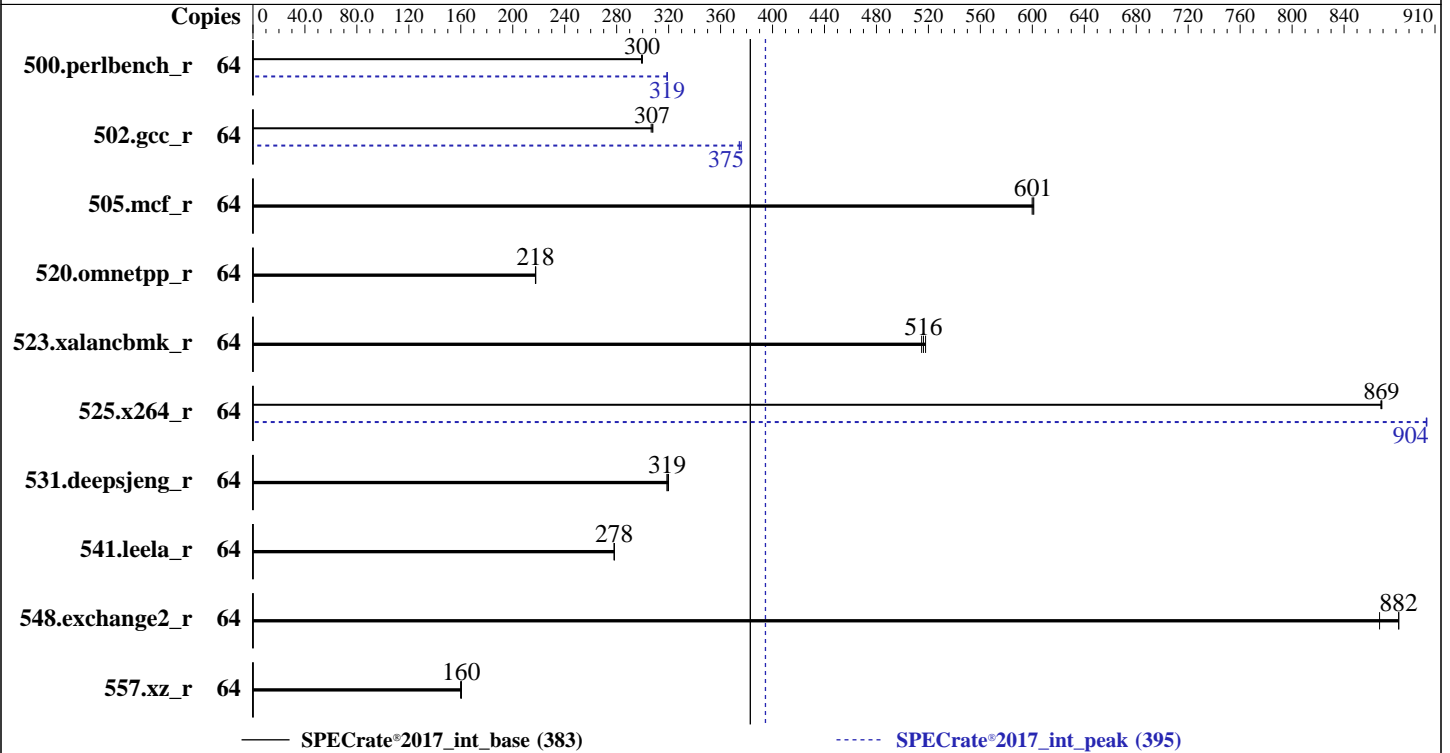 Copies 0 40.0 80.0 120 160 200 240 280 320 360 400 440 480 520 560 600 640 680 720 760 800 840 910
500.perlbench_r 64 300
319
502.gcc_r 64 307
375
505.mcf_r 64 601
520.omnetpp_r 64 218
523.xalancbmk_r 64 516
525.x264_r 64 869
904
531.deepsjeng_r 64 319
541.leela_r 64 278
548.exchange2_r 64 882
557.xz_r 64 160
SPECrate®2017_int_base (383) SPECrate®2017_int_peak (395)